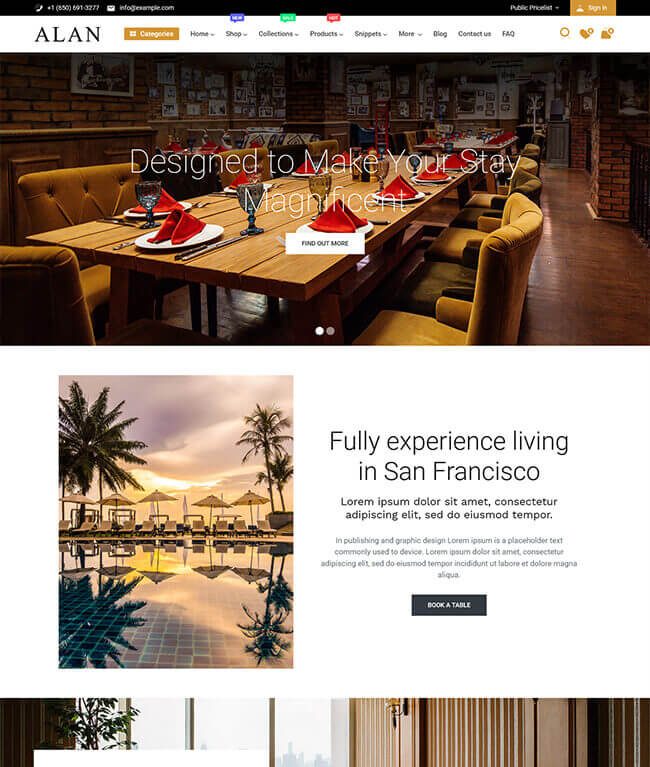 +1 (650) 691-3277 info@example.com Public Pricelist Sign in
NEW SALE HOT
ALAN Categories Home Shop Collections Products Snippets More Blog Contact us FAQ
0 0
Designed to Make Your Stay
Magnificent
FIND OUT MORE
Fully experience living
in San Francisco
Lorem ipsum dolor sit amet, consectetur
adipiscing elit, sed do eiusmod tempor.
In publishing and graphic design Lorem ipsum is a placeholder text
commonly used to device. Lorem ipsum dolor sit amet, consectetur
adipiscing elit, sed do eiusmod tempor incididunt ut labore et dolore magna
aliqua.
BOOK A TABLE